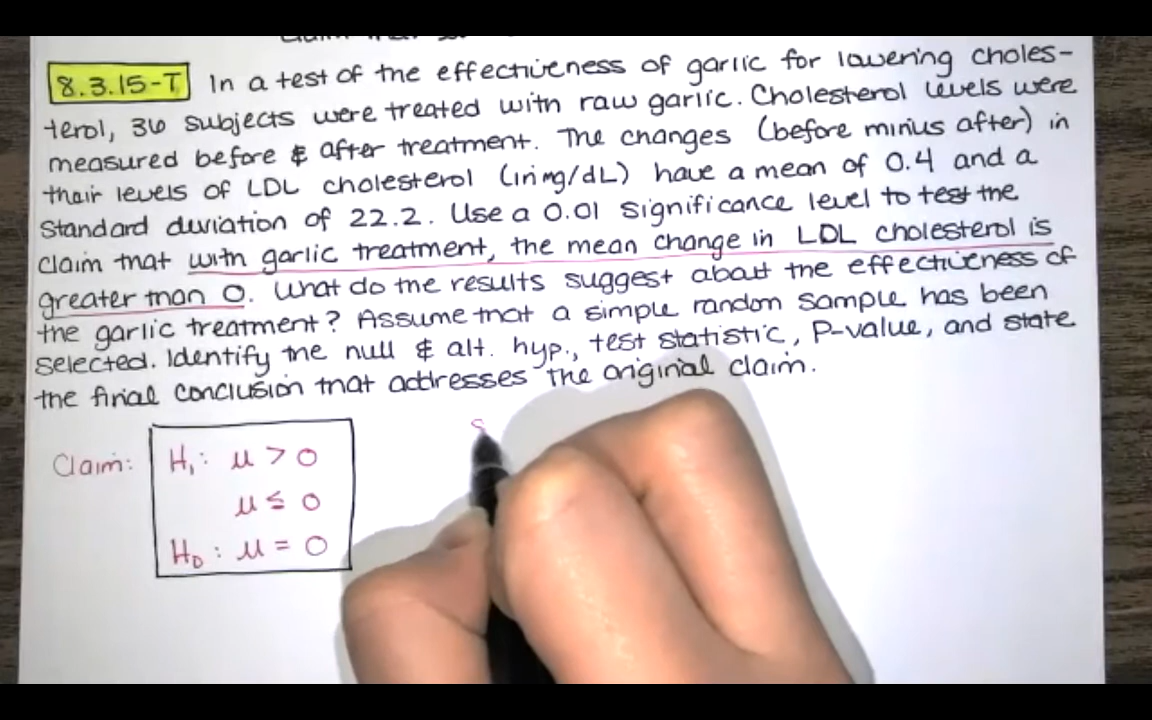 8.3.15-T In a test of the effectiveness of garlic for lowering choles-
terol, 36 subjects were treated with raw garlic. Cholesterol levels were
measured before & after treatment. The changes (before minus after) in
their levels of LDL cholesterol (in mg/dL) have a mean of 0.4 and a
standard deviation of 22.2. Use a 0.01 significance level to test the
claim that with garlic treatment, the mean change in LDL cholesterol is
greater than 0. What do the results suggest about the effectiveness of
the garlic treatment? Assume that a simple random sample has been
selected. Identify the null & alt. hyp., test statistic, P-value, and state
the final conclusion that addresses the original claim.
Claim: H₁: μ > 0
μ ≤ 0
H₀: μ = 0